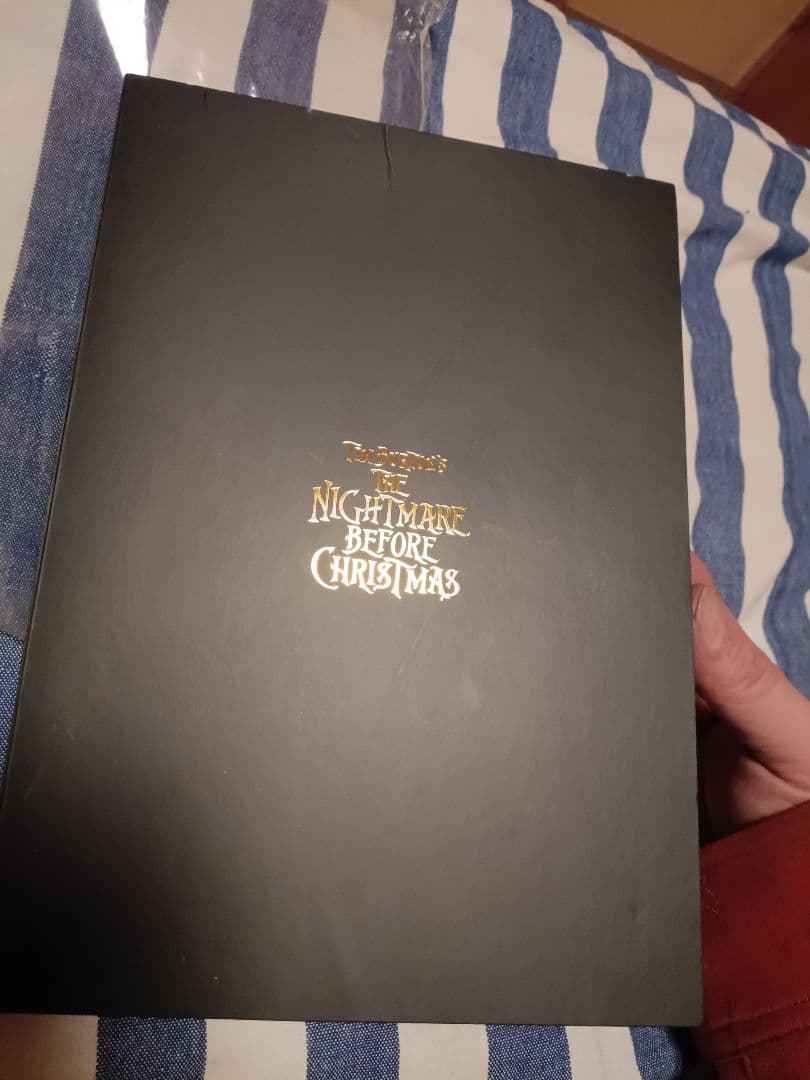 TIM BURTON'S
THE
NIGHTMARE
BEFORE
CHRISTMAS